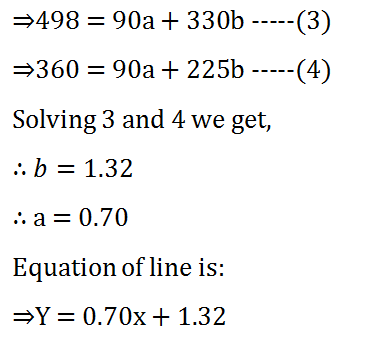 ⇒498 = 90a + 330b -----(3)
⇒360 = 90a + 225b -----(4)
Solving 3 and 4 we get,
∴ b = 1.32
∴ a = 0.70
Equation of line is:
⇒Y = 0.70x + 1.32